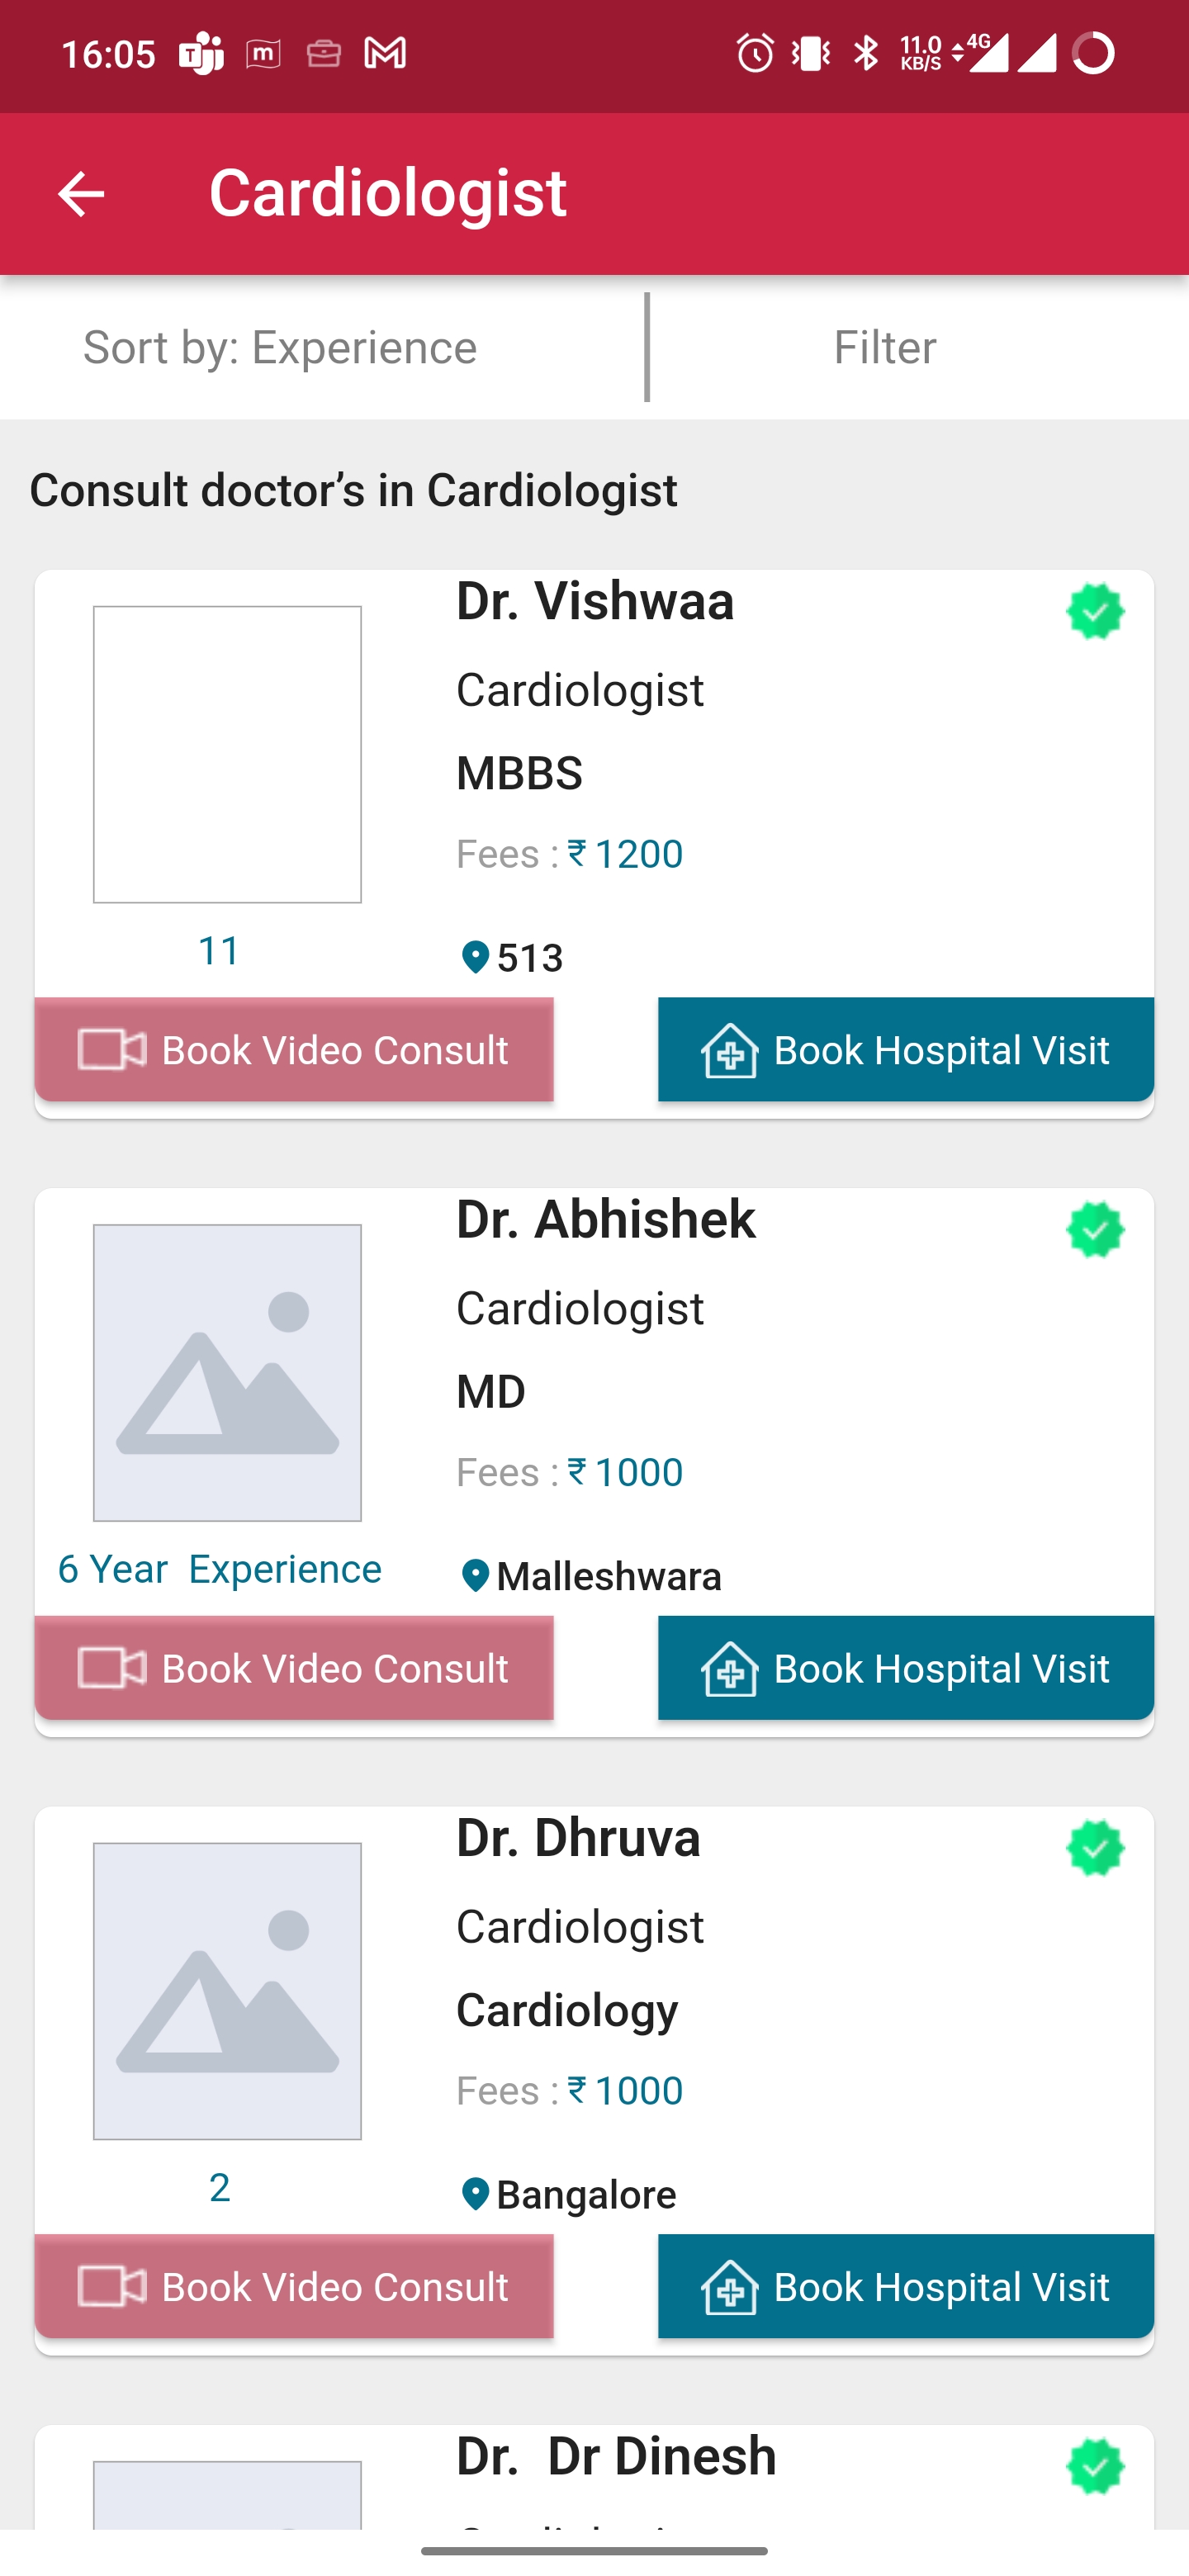 16:05
11.0
KB/S
4G
Cardiologist
Sort by: Experience
Filter
Consult doctor’s in Cardiologist
Dr. Vishwaa
Cardiologist
MBBS
Fees : ₹ 1200
11
513
Book Video Consult
Book Hospital Visit
Dr. Abhishek
Cardiologist
MD
Fees : ₹ 1000
6 Year  Experience
Malleshwara
Book Video Consult
Book Hospital Visit
Dr. Dhruva
Cardiologist
Cardiology
Fees : ₹ 1000
2
Bangalore
Book Video Consult
Book Hospital Visit
Dr.  Dr Dinesh